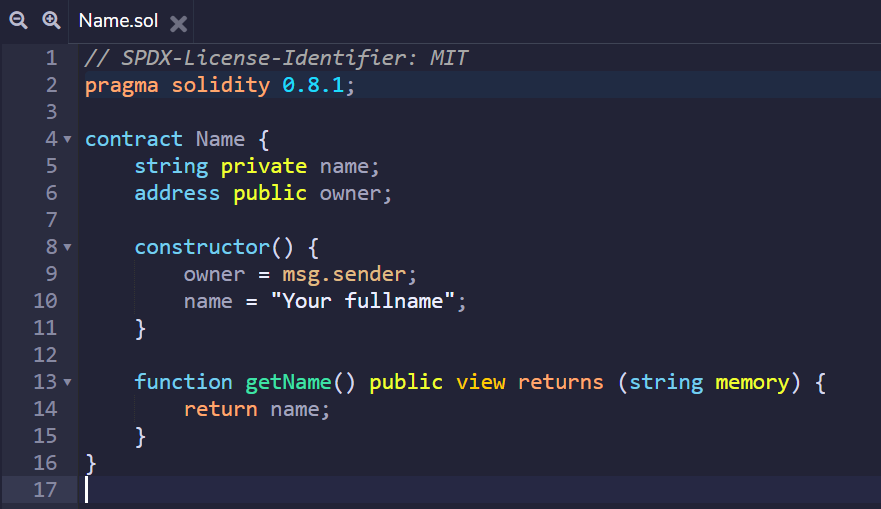 Name.sol
1 // SPDX-License-Identifier: MIT
2 pragma solidity 0.8.1;
3
4 contract Name {
5     string private name;
6     address public owner;
7
8     constructor() {
9         owner = msg.sender;
10         name = "Your fullname";
11     }
12
13     function getName() public view returns (string memory) {
14         return name;
15     }
16 }
17